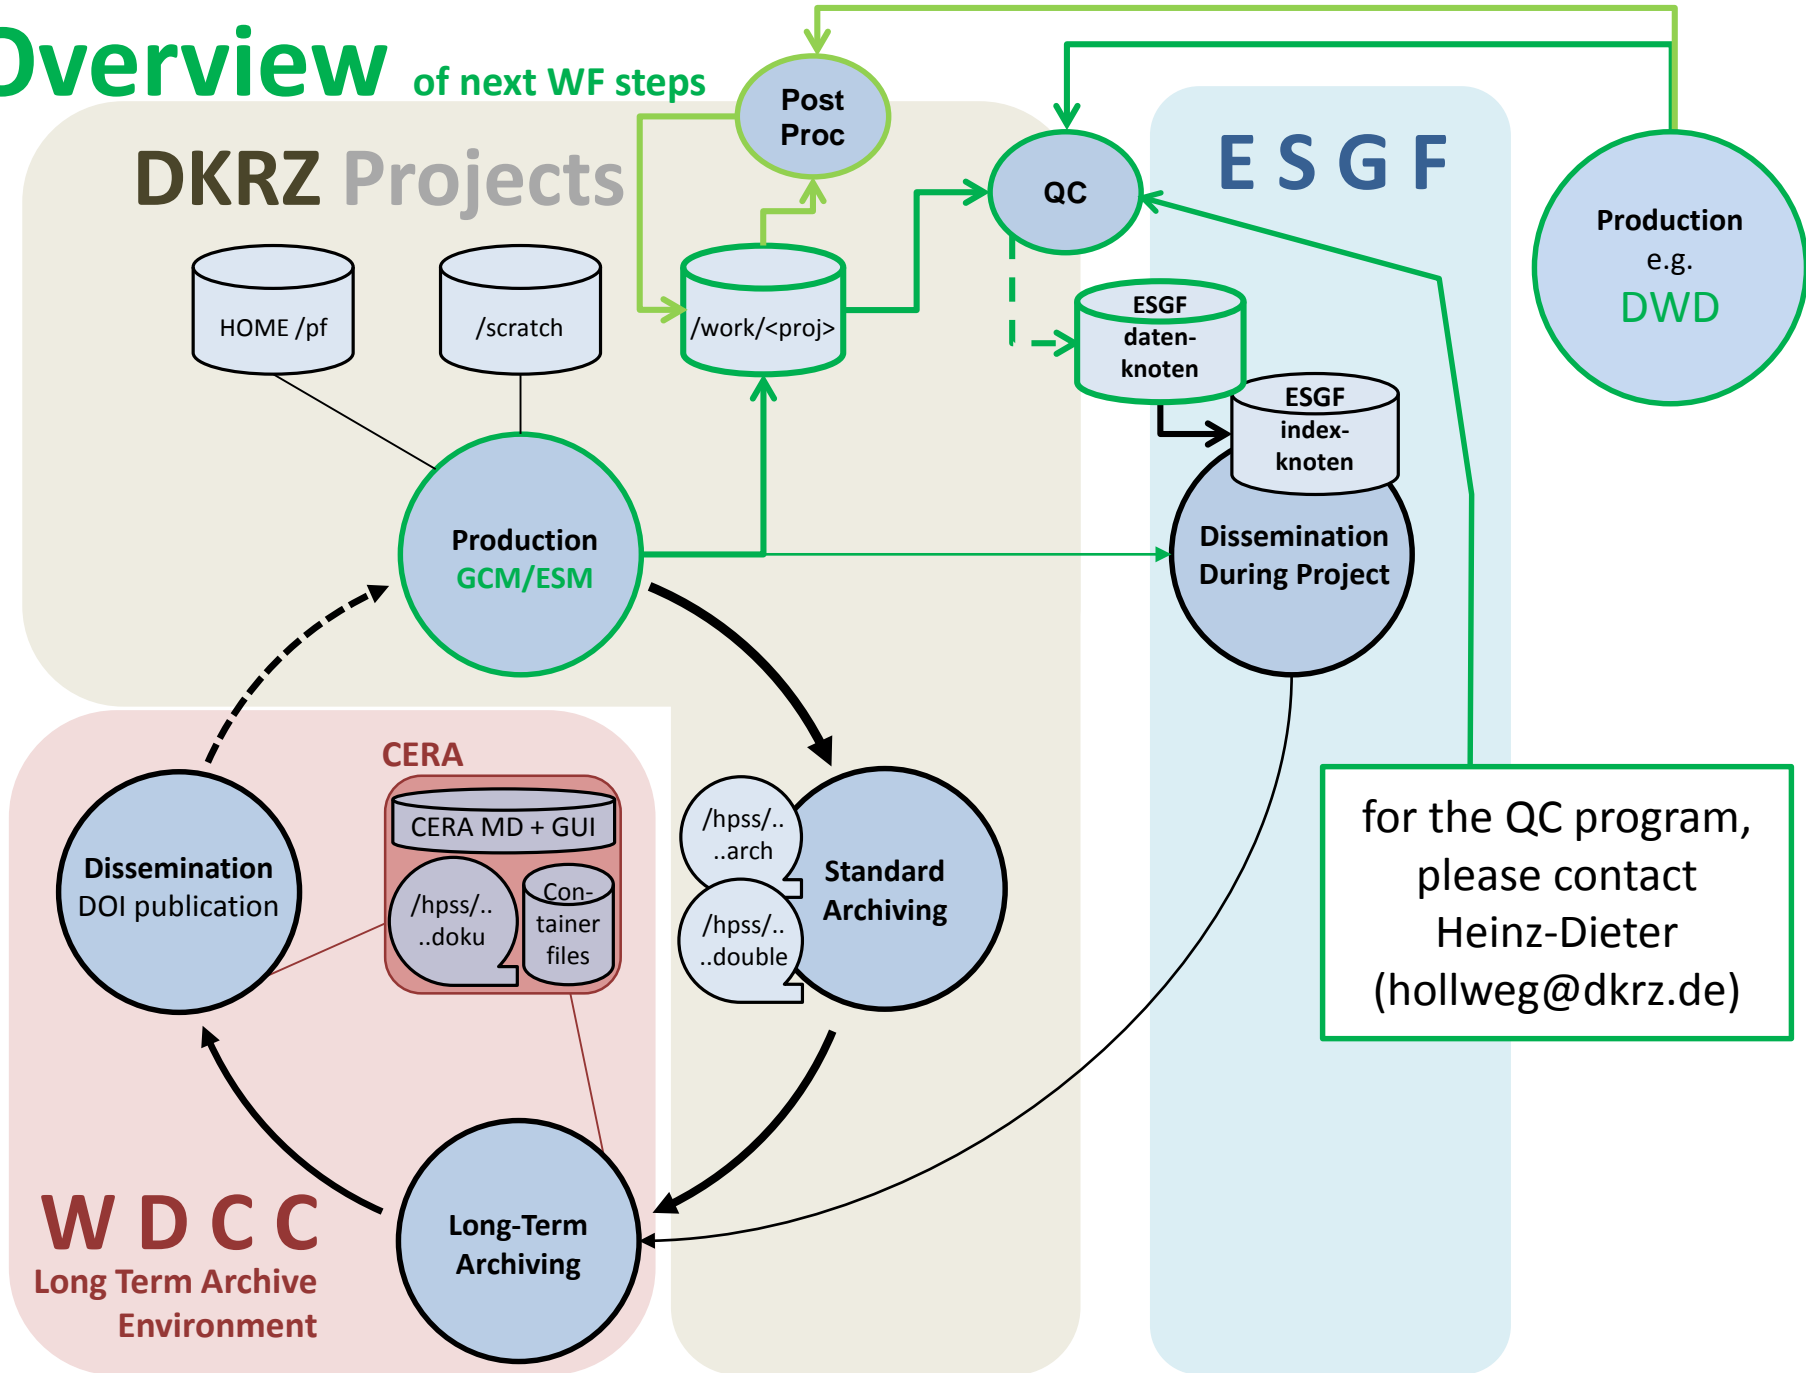 Overview of next WF steps
DKRZ Projects
E S G F
Post
Proc
QC
Production
e.g.
DWD
HOME /pf
/scratch
/work/<proj>
ESGF
daten-
knoten
ESGF
index-
knoten
Production
GCM/ESM
Dissemination
During Project
CERA
CERA MD + GUI
/hpss/..
..doku
Con-
tainer
files
Dissemination
DOI publication
/hpss/..
..arch
/hpss/..
..double
Standard
Archiving
for the QC program,
please contact
Heinz-Dieter
(hollweg@dkrz.de)
W D C C
Long Term Archive
Environment
Long-Term
Archiving